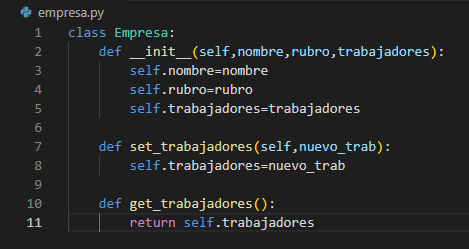 empresa.py
1 class Empresa:
2     def __init__(self,nombre,rubro,trabajadores):
3         self.nombre=nombre
4         self.rubro=rubro
5         self.trabajadores=trabajadores
6
7     def set_trabajadores(self,nuevo_trab):
8         self.trabajadores=nuevo_trab
9
10     def get_trabajadores():
11         return self.trabajadores